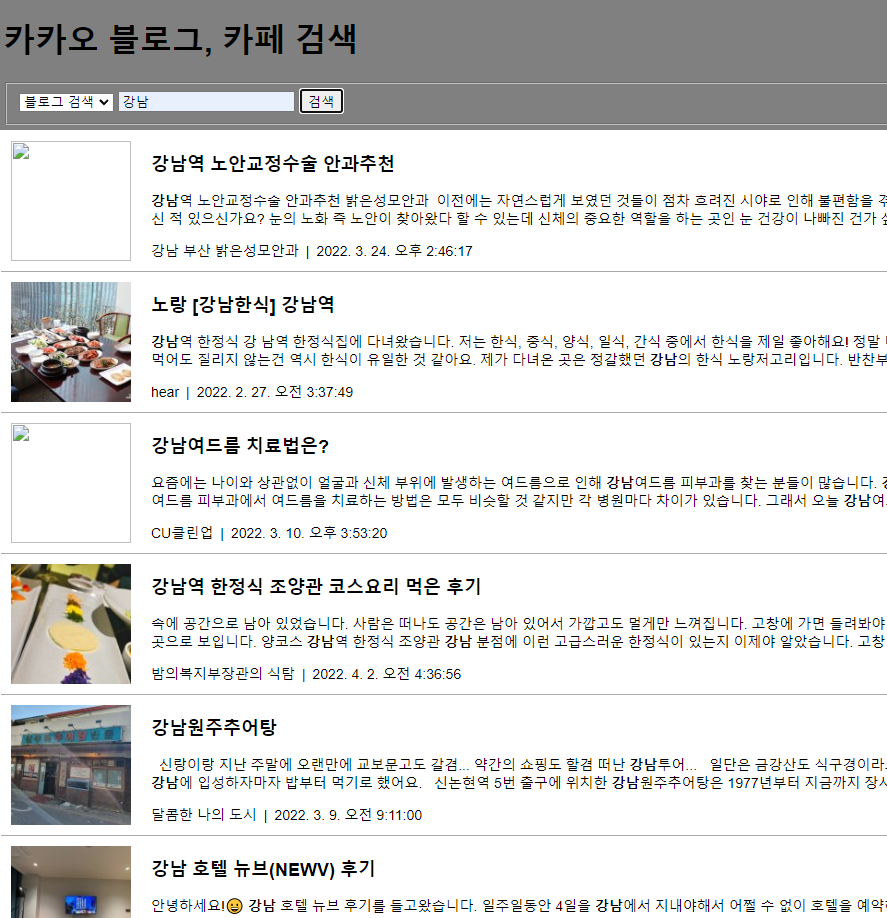 카카오 블로그, 카페 검색
블로그 검색 강남 검색
강남역 노안교정수술 안과추천
강남역 노안교정수술 안과추천 밝은성모안과  이전에는 자연스럽게 보였던 것들이 점차 흐려진 시야로 인해 불편함을
신 적 있으신가요? 눈의 노화 즉 노안이 찾아왔다 할 수 있는데 신체의 중요한 역할을 하는 곳인 눈 건강이 나빠진 건가
강남 부산 밝은성모안과 | 2022. 3. 24. 오후 2:46:17
노랑 [강남한식] 강남역
강남역 한정식 강 남역 한정식집에 다녀왔습니다. 저는 한식, 중식, 양식, 일식, 간식 중에서 한식을 제일 좋아해요! 정말
먹어도 질리지 않는건 역시 한식이 유일한 것 같아요. 제가 다녀온 곳은 정갈했던 강남의 한식 노랑저고리입니다. 반찬부
hear | 2022. 2. 27. 오전 3:37:49
강남여드름 치료법은?
요즘에는 나이와 상관없이 얼굴과 신체 부위에 발생하는 여드름으로 인해 강남여드름 피부과를 찾는 분들이 많습니다.
여드름 피부과에서 여드름을 치료하는 방법은 모두 비슷할 것 같지만 각 병원마다 차이가 있습니다. 그래서 오늘 강남여
CU클린업 | 2022. 3. 10. 오후 3:53:20
강남역 한정식 조양관 코스요리 먹은 후기
속에 공간으로 남아 있었습니다. 사람은 떠나도 공간은 남아 있어서 가깝고도 멀게만 느껴집니다. 고창에 가면 들려봐야
곳으로 보입니다. 양코스 강남역 한정식 조양관 강남 분점에 이런 고급스러운 한정식이 있는지 이제야 알았습니다. 고창
밤의복지부장관의 식탐 | 2022. 4. 2. 오전 4:36:56
강남원주추어탕
신랑이랑 지난 주말에 오랜만에 교보문고도 갈겸... 약간의 쇼핑도 할겸 떠난 강남투어... 일단은 금강산도 식구경이라.
강남에 입성하자마자 밥부터 먹기로 했어요. 신논현역 5번 출구에 위치한 강남원주추어탕은 1977년부터 지금까지 장사
달콤한 나의 도시 | 2022. 3. 9. 오전 9:11:00
강남 호텔 뉴브(NEWV) 후기
안녕하세요!😀 강남 호텔 뉴브 후기를 들고왔습니다. 일주일동안 4일을 강남에서 지내야해서 어쩔 수 없이 호텔을 예약